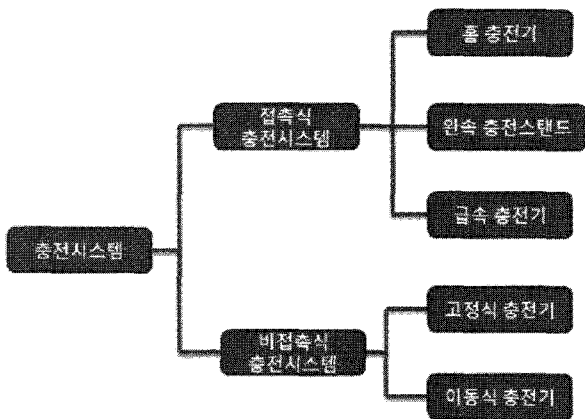 홈 충전기
접촉식
충전시스템
완속 충전스탠드
급속 충전기
충전시스템
고정식 충전기
비접촉식
충전시스템
이동식 충전기